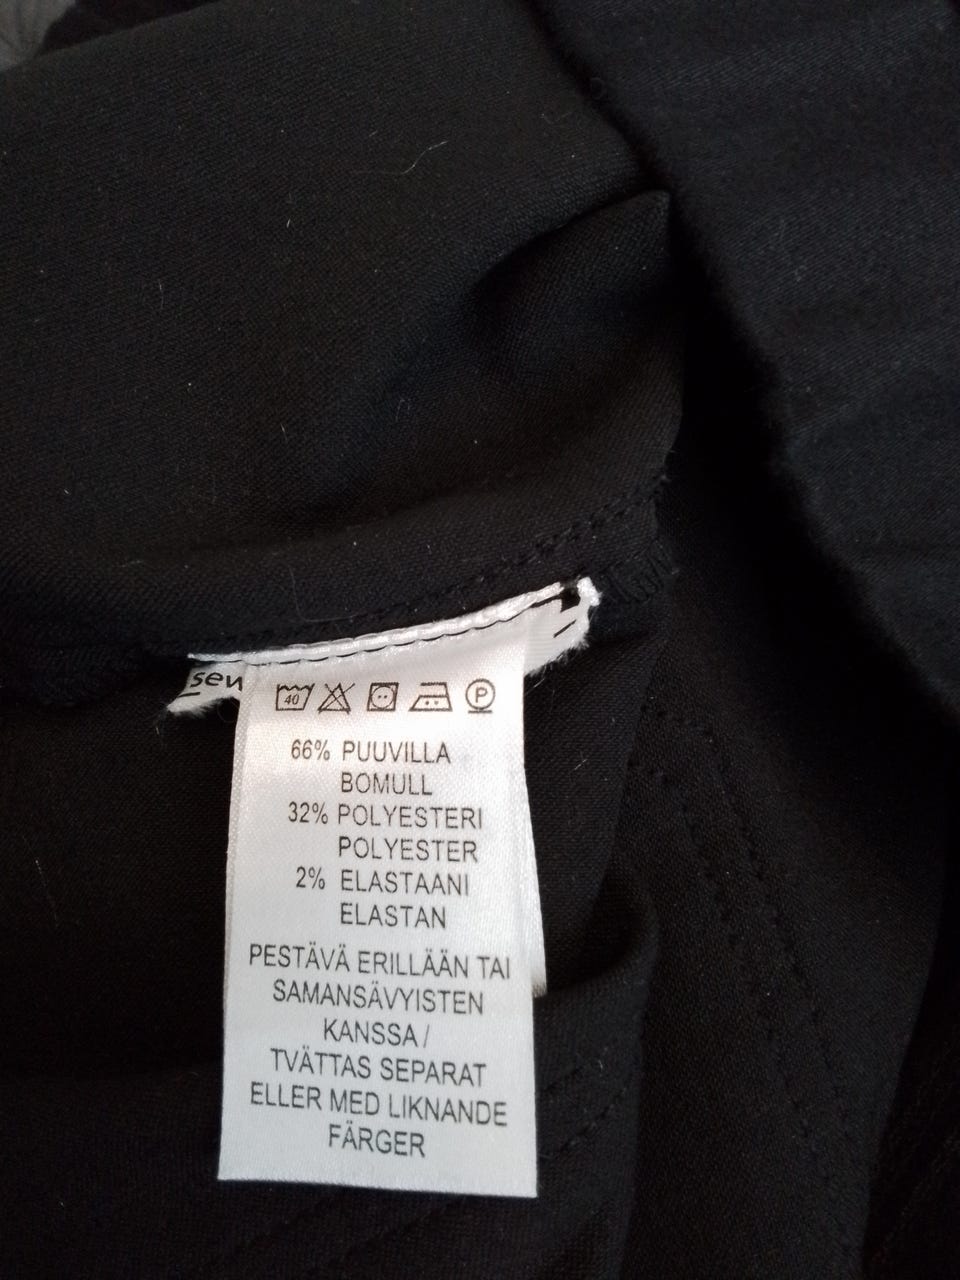 40 P
66% PUUVILLA
BOMULL
32% POLYESTERI
POLYESTER
2% ELASTAANI
ELASTAN
PESTÄVÄ ERILLÄÄN TAI
SAMANSÄVYISTEN
KANSSA /
TVÄTTAS SEPARAT
ELLER MED LIKNANDE
FÄRGER